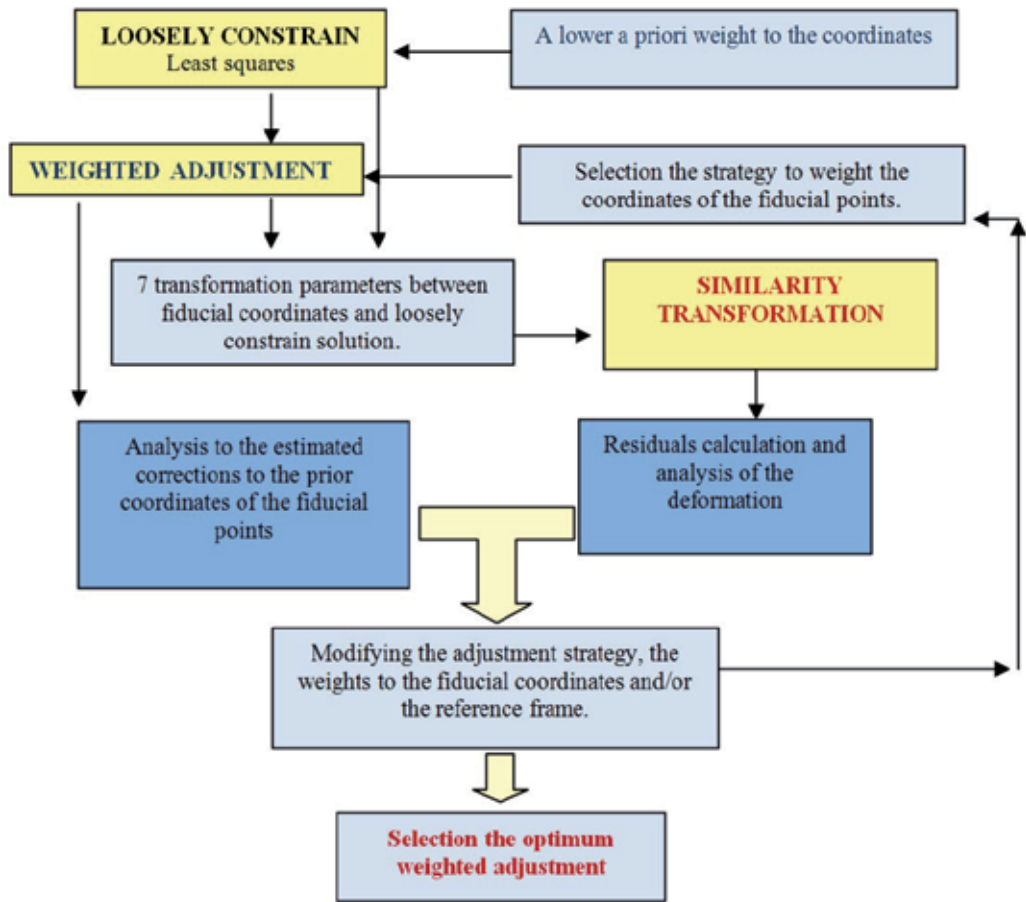 LOOSELY CONSTRAIN
Least squares
A lower a priori weight to the coordinates
WEIGHTED ADJUSTMENT
Selection the strategy to weight the
coordinates of the fiducial points.
7 transformation parameters between
fiducial coordinates and loosely
constrain solution.
SIMILARITY
TRANSFORMATION
Analysis to the estimated
corrections to the prior
coordinates of the fiducial
points
Residuals calculation and
analysis of the
deformation
Modifying the adjustment strategy, the
weights to the fiducial coordinates and/or
the reference frame.
Selection the optimum
weighted adjustment